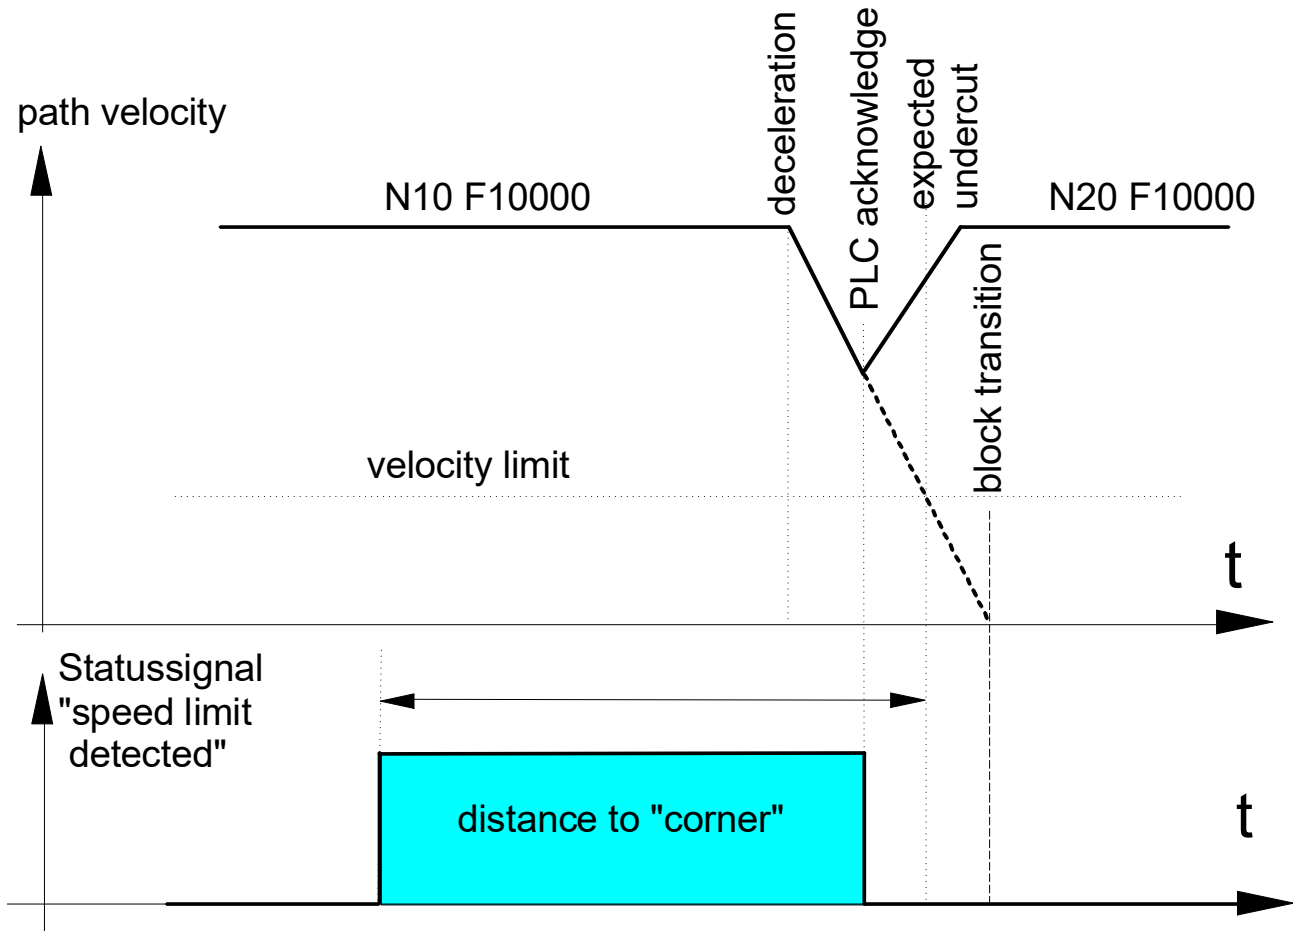 path velocity
N10 F10000
deceleration
PLC acknowledge
expected
undercut
N20 F10000
block transition
velocity limit
t
Statussignal
"speed limit
detected"
distance to "corner"
t